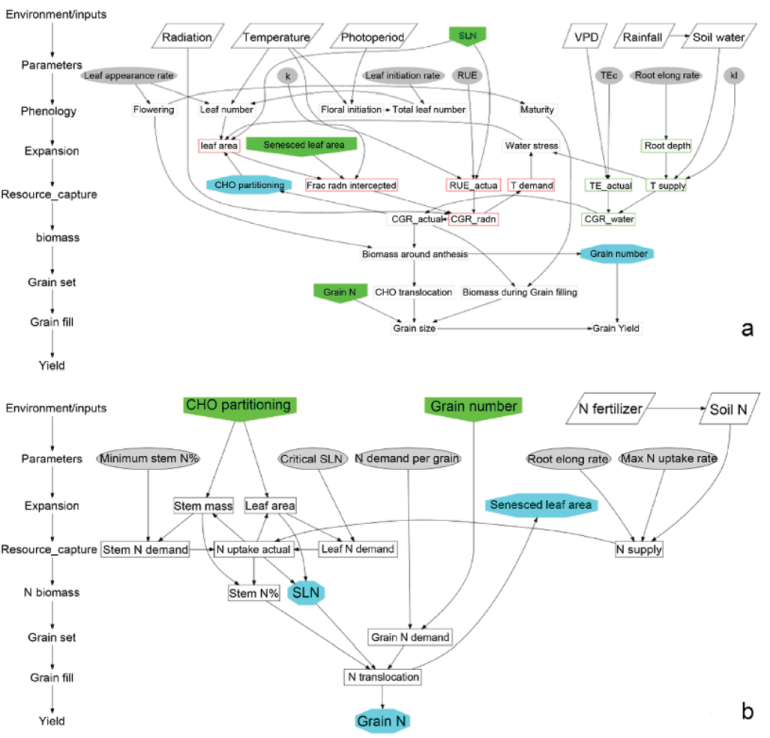 Environment/inputs
Radiation
Temperature
Photoperiod
SLN
VPD
Rainfall
Soil water
Parameters
Leaf appearance rate
k
Leaf initiation rate
RUE
TEc
Root elong rate
kl
Phenology
Flowering
Leaf number
Floral initiation
Total leaf number
Maturity
Expansion
leaf area
Senesced leaf area
Water stress
Root depth
Resource_capture
CHO partitioning
Frac radn intercepted
RUE_actua
T demand
TE_actual
T supply
biomass
CGR_actual
CGR_radn
CGR_water
Biomass around anthesis
Grain number
Grain set
Grain N
CHO translocation
Biomass during Grain filling
Grain fill
Grain size
Grain Yield
a
Yield
Environment/inputs
CHO partitioning
Grain number
N fertilizer
Soil N
Parameters
Minimum stem N%
Critical SLN
N demand per grain
Root elong rate
Max N uptake rate
Expansion
Stem mass
Leaf area
Senesced leaf area
Resource_capture
Stem N demand
N uptake actual
Leaf N demand
N supply
N biomass
Stem N%
SLN
Grain set
Grain N demand
Grain fill
N translocation
Yield
Grain N
b